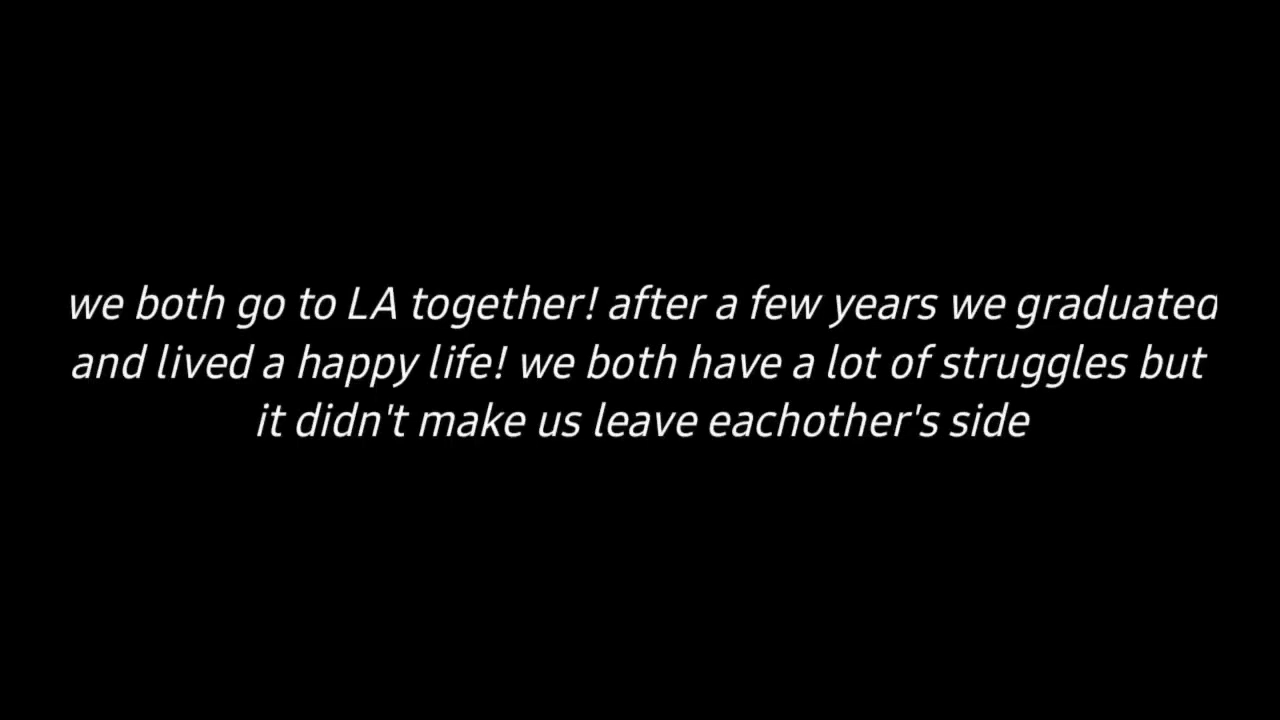 we both go to LA together! after a few years we graduated
and lived a happy life! we both have a lot of struggles but
it didn't make us leave eachother's side